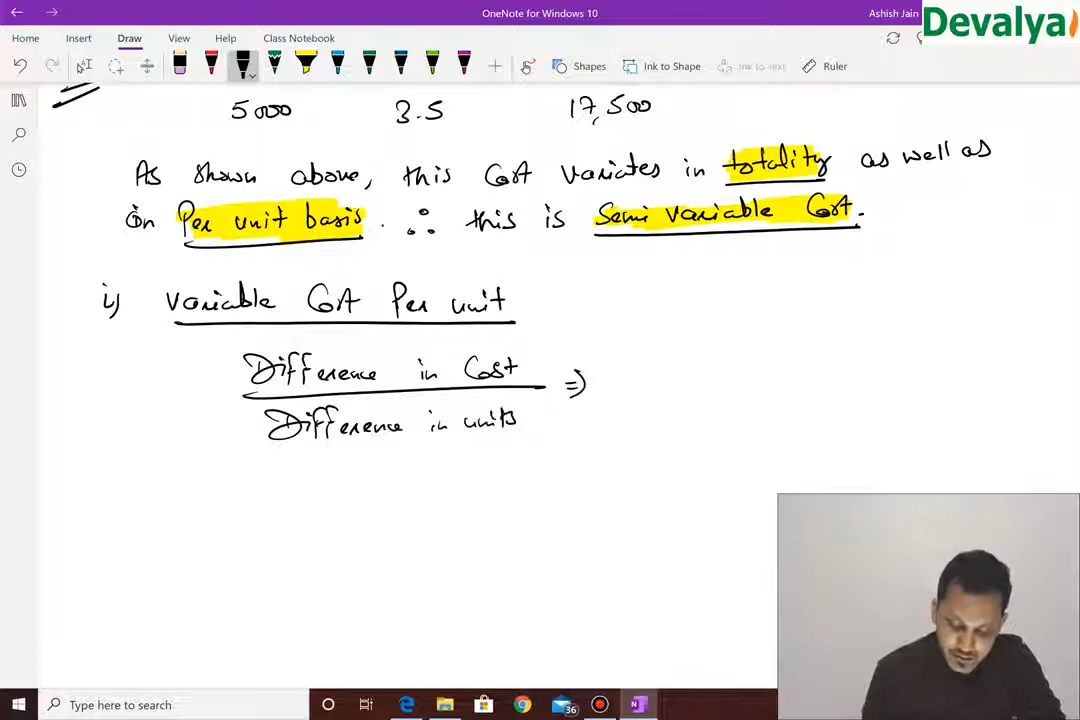 OneNote for Windows 10
Ashish Jain
Devalya
Home Insert Draw View Help Class Notebook
Shapes Ink to Shape Ink to Text Ruler
5000 3.5 17,500
As shown above, this Cost variates in totality as well as
on Per unit basis. ∴ this is Semi variable Cost.
i) Variable Cost Per unit
Difference in Cost ⇒
Difference in units
Type here to search
36